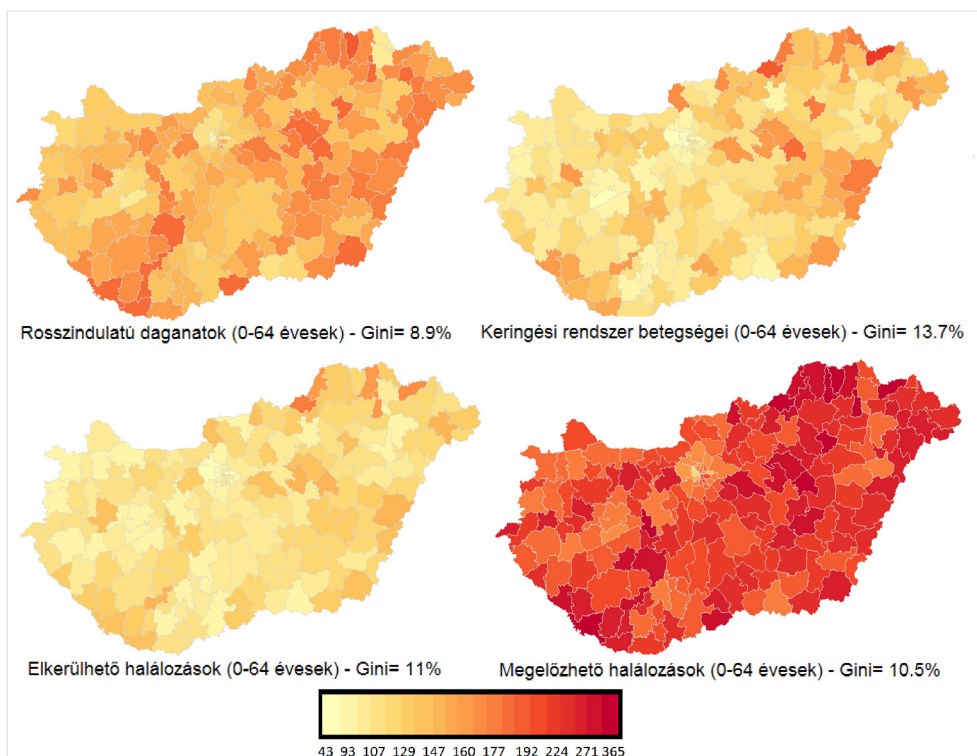 Rosszindulatú daganatok (0-64 évesek) - Gini= 8.9%
Keringési rendszer betegségei (0-64 évesek) - Gini= 13.7%
Elkerülhető halálozások (0-64 évesek) - Gini= 11%
Megelőzhető halálozások (0-64 évesek) - Gini= 10.5%
43 93 107 129 147 160 177 192 224 271 365